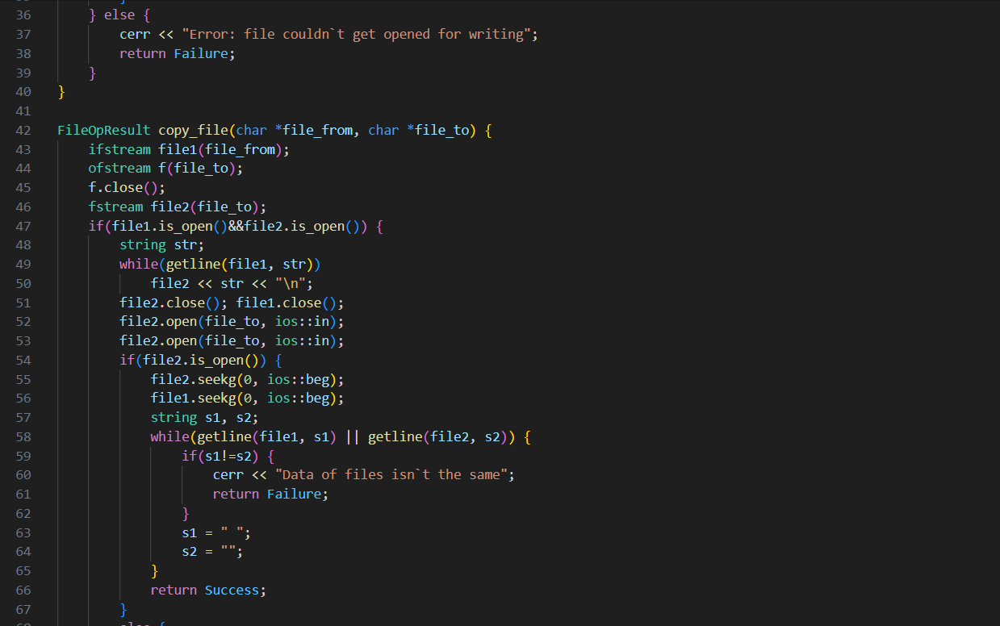 36 } else {
37 cerr << "Error: file couldn`t get opened for writing";
38 return Failure;
39 }
40 }
41
42 FileOpResult copy_file(char *file_from, char *file_to) {
43 ifstream file1(file_from);
44 ofstream f(file_to);
45 f.close();
46 fstream file2(file_to);
47 if(file1.is_open()&&file2.is_open()) {
48 string str;
49 while(getline(file1, str))
50 file2 << str << "\n";
51 file2.close(); file1.close();
52 file2.open(file_to, ios::in);
53 file2.open(file_to, ios::in);
54 if(file2.is_open()) {
55 file2.seekg(0, ios::beg);
56 file1.seekg(0, ios::beg);
57 string s1, s2;
58 while(getline(file1, s1) || getline(file2, s2)) {
59 if(s1!=s2) {
60 cerr << "Data of files isn`t the same";
61 return Failure;
62 }
63 s1 = " ";
64 s2 = "";
65 }
66 return Success;
67 }